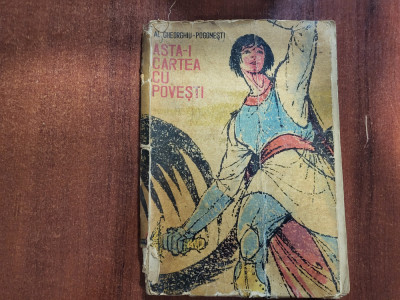 AL. GHEORGHIU-POGONEȘTI
ASTA-I
CARTEA
CU
POVEȘTI